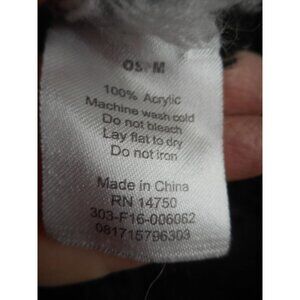 OSFM
100% Acrylic
Machine wash cold
Do not bleach
Lay flat to dry
Do not iron
Made in China
RN 14750
303-F16-006062
081715796303